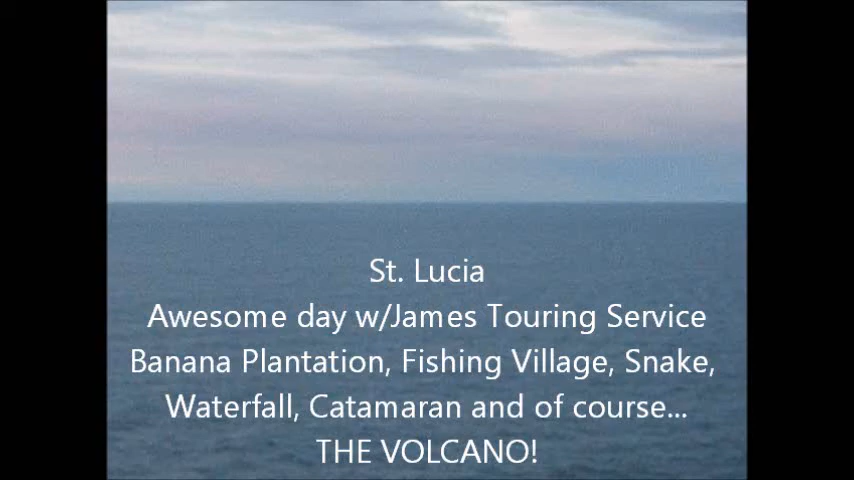 St. Lucia
Awesome day w/James Touring Service
Banana Plantation, Fishing Village, Snake,
Waterfall, Catamaran and of course...
THE VOLCANO!